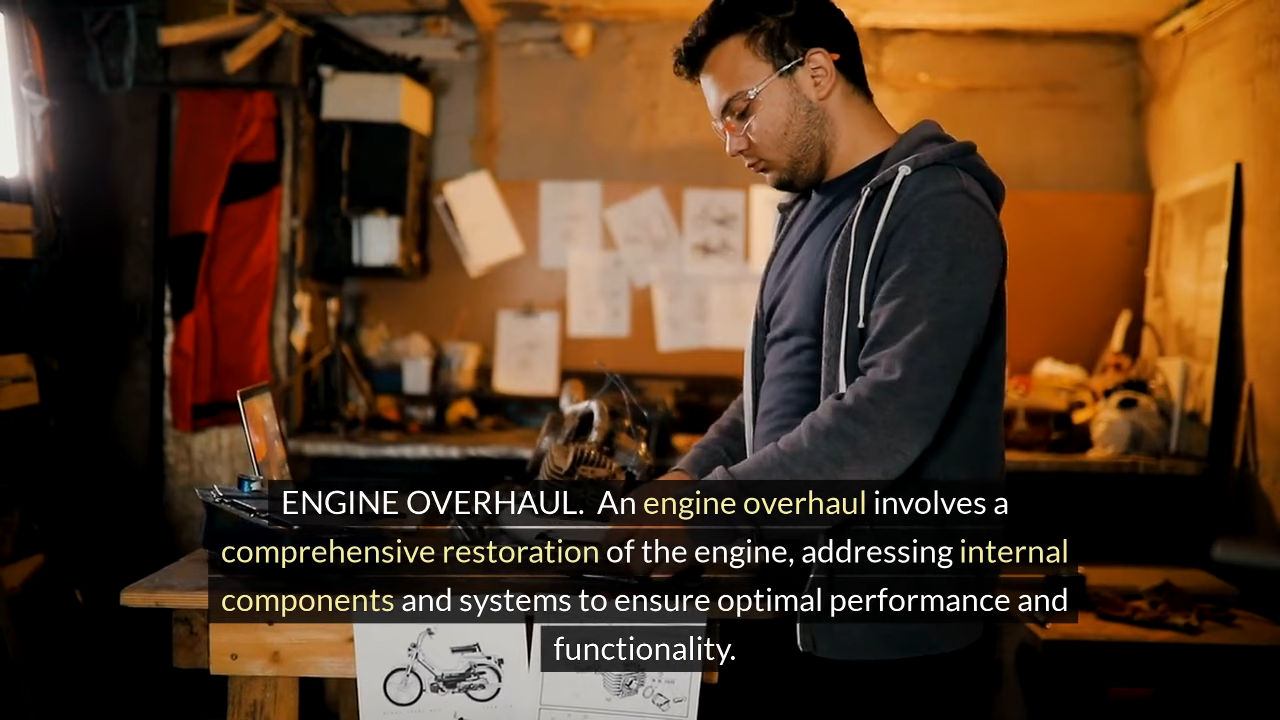 ENGINE OVERHAUL.  An engine overhaul involves a
comprehensive restoration of the engine, addressing internal
components and systems to ensure optimal performance and
functionality.